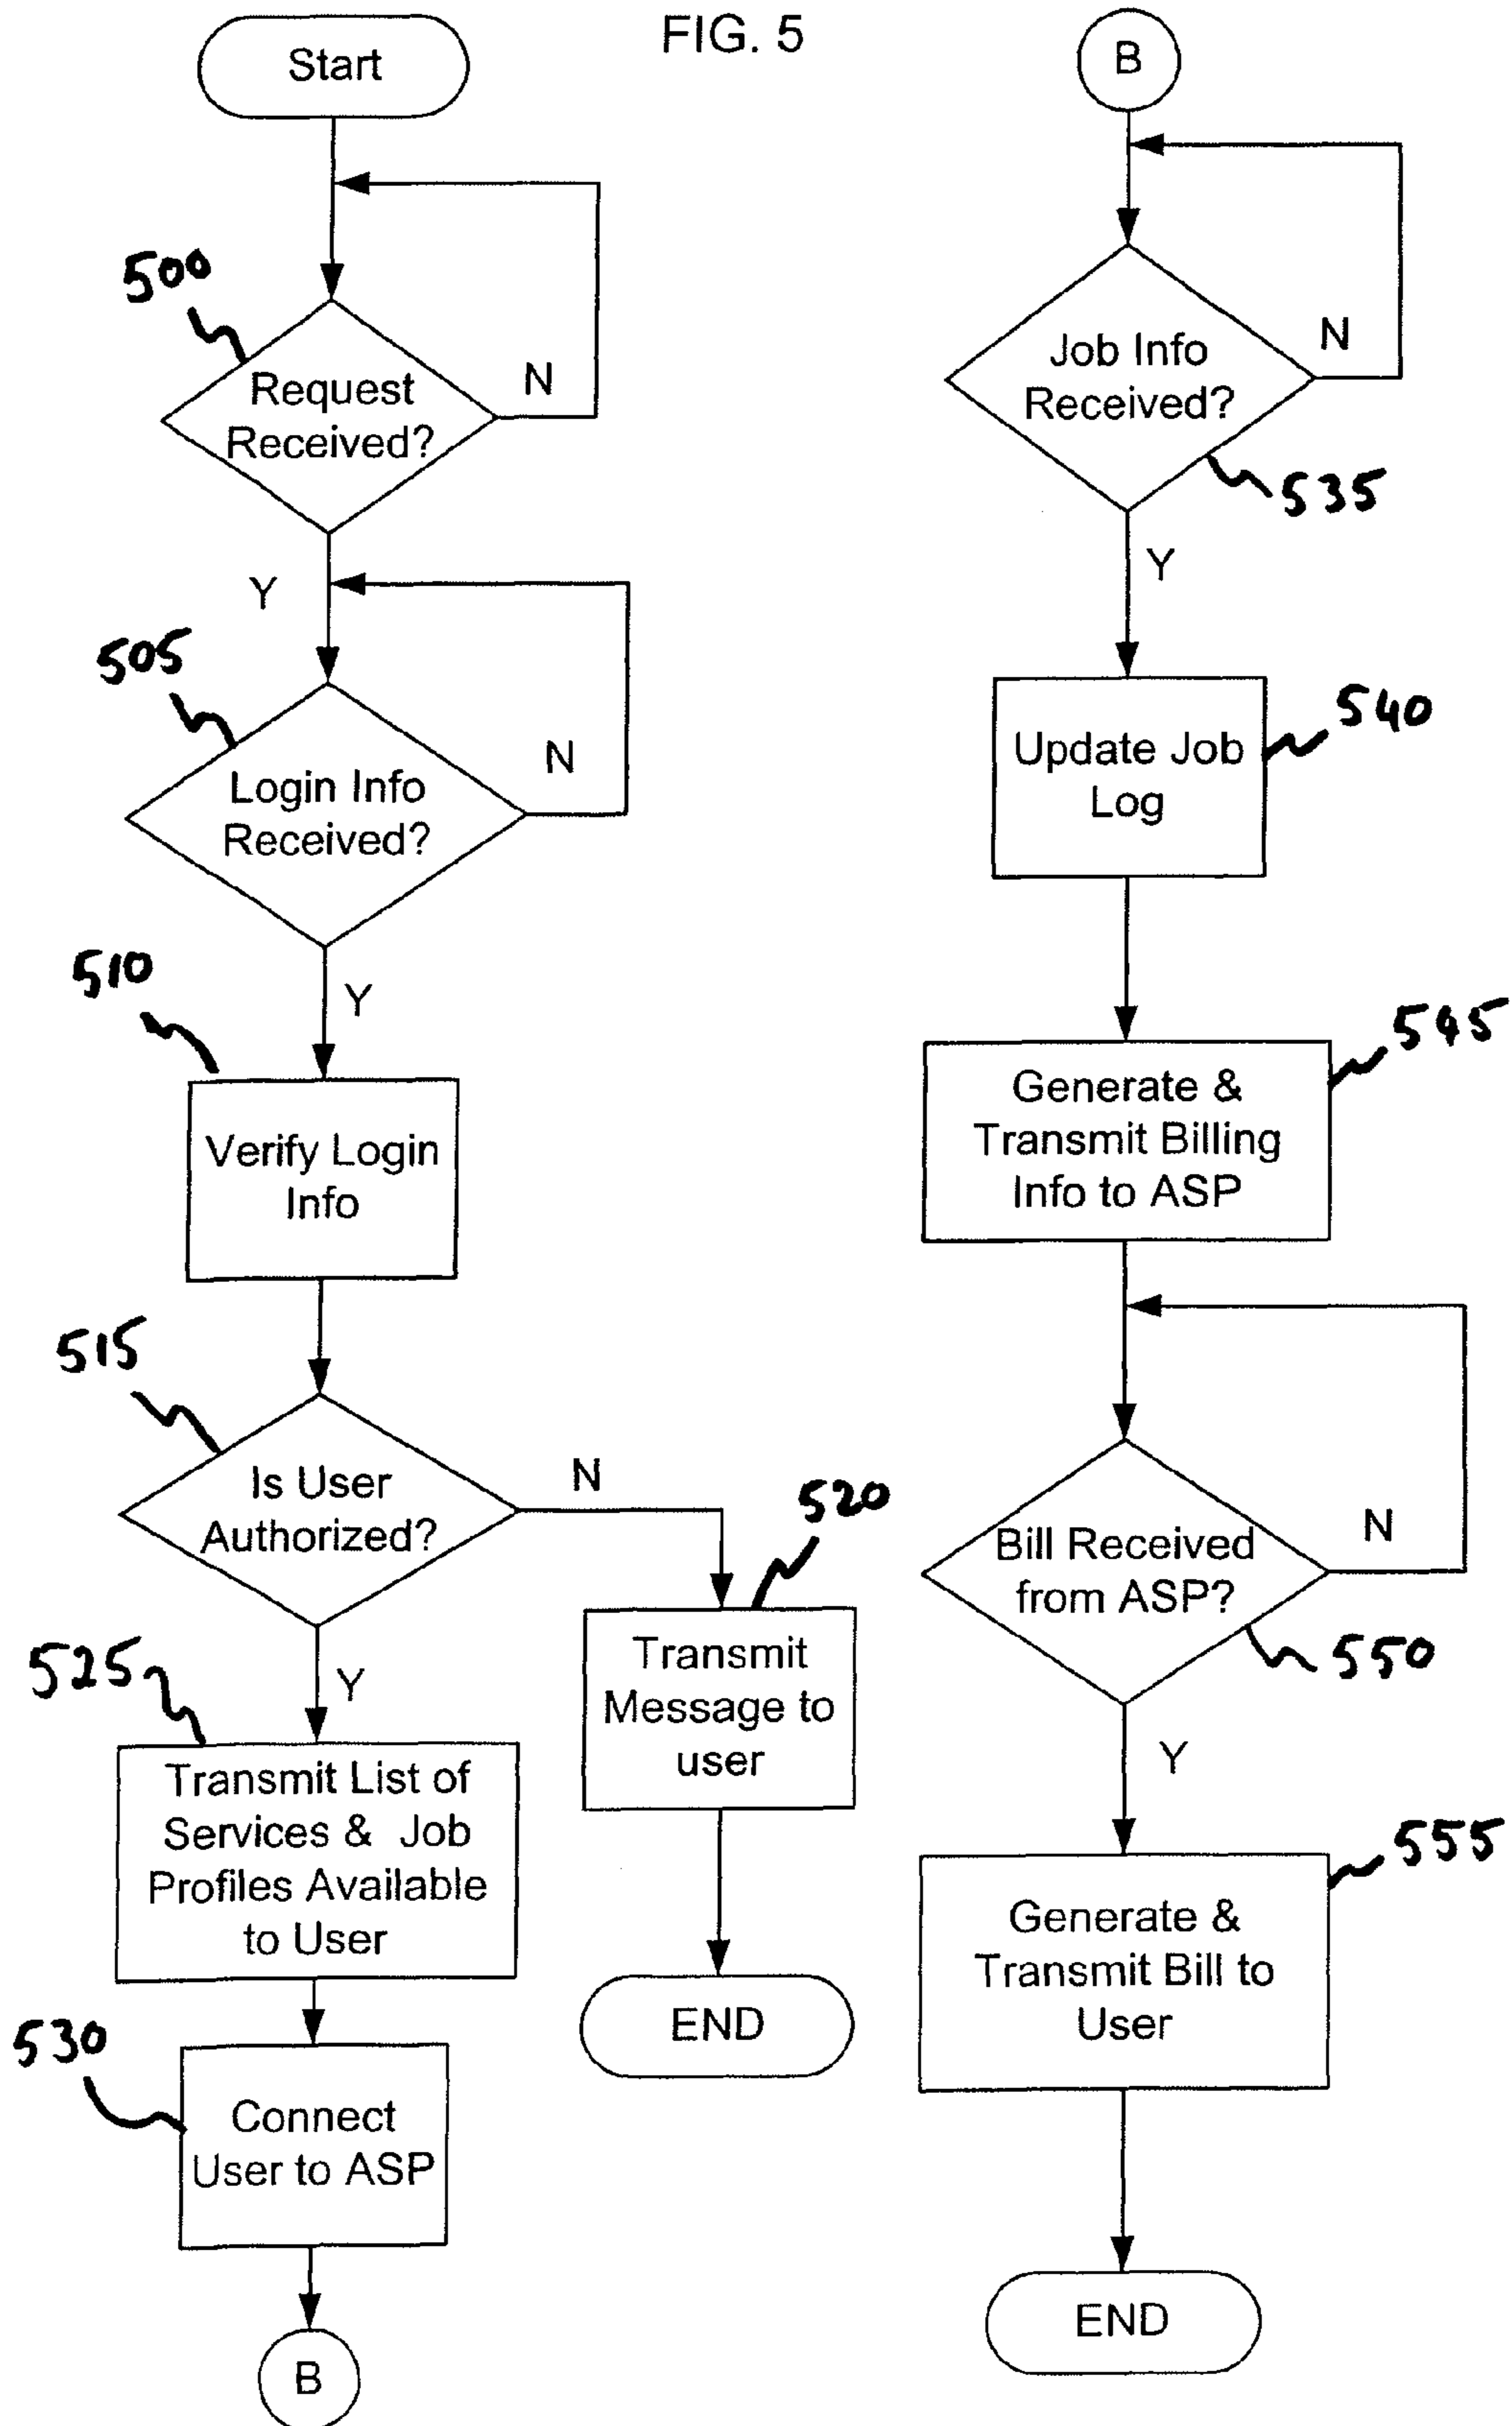 FIG. 5
Start
500
Request
Received?
N
Y
505
Login Info
Received?
N
510
Y
Verify Login
Info
515
Is User
Authorized?
N
520
Transmit
Message to
user
END
525
Y
Transmit List of
Services & Job
Profiles Available
to User
530
Connect
User to ASP
B
B
Job Info
Received?
N
535
Y
Update Job
Log
540
545
Generate &
Transmit Billing
Info to ASP
Bill Received
from ASP?
N
550
Y
555
Generate &
Transmit Bill to
User
END